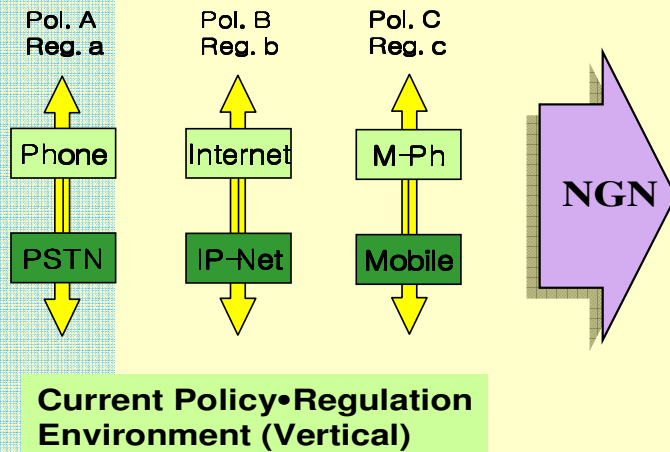 Pol. A
Reg. a
Pol. B
Reg. b
Pol. C
Reg. c
Phone
Internet
M-Ph
NGN
PSTN
IP-Net
Mobile
Current Policy•Regulation
Environment (Vertical)